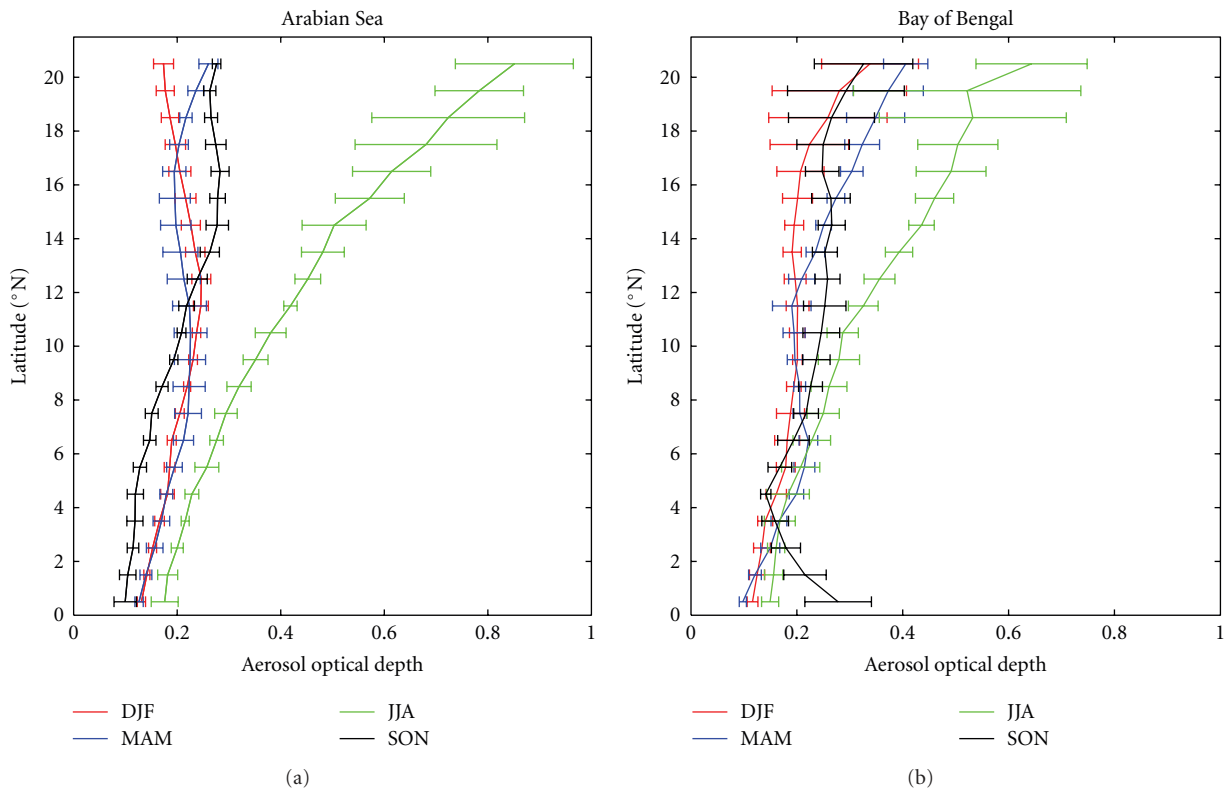 Arabian Sea
20
18
16
14
12
10
8
6
4
2
0
Latitude (°N)
0 0.2 0.4 0.6 0.8 1
Aerosol optical depth
DJF JJA
MAM SON
(a)
Bay of Bengal
20
18
16
14
12
10
8
6
4
2
0
Latitude (°N)
0 0.2 0.4 0.6 0.8 1
Aerosol optical depth
DJF JJA
MAM SON
(b)